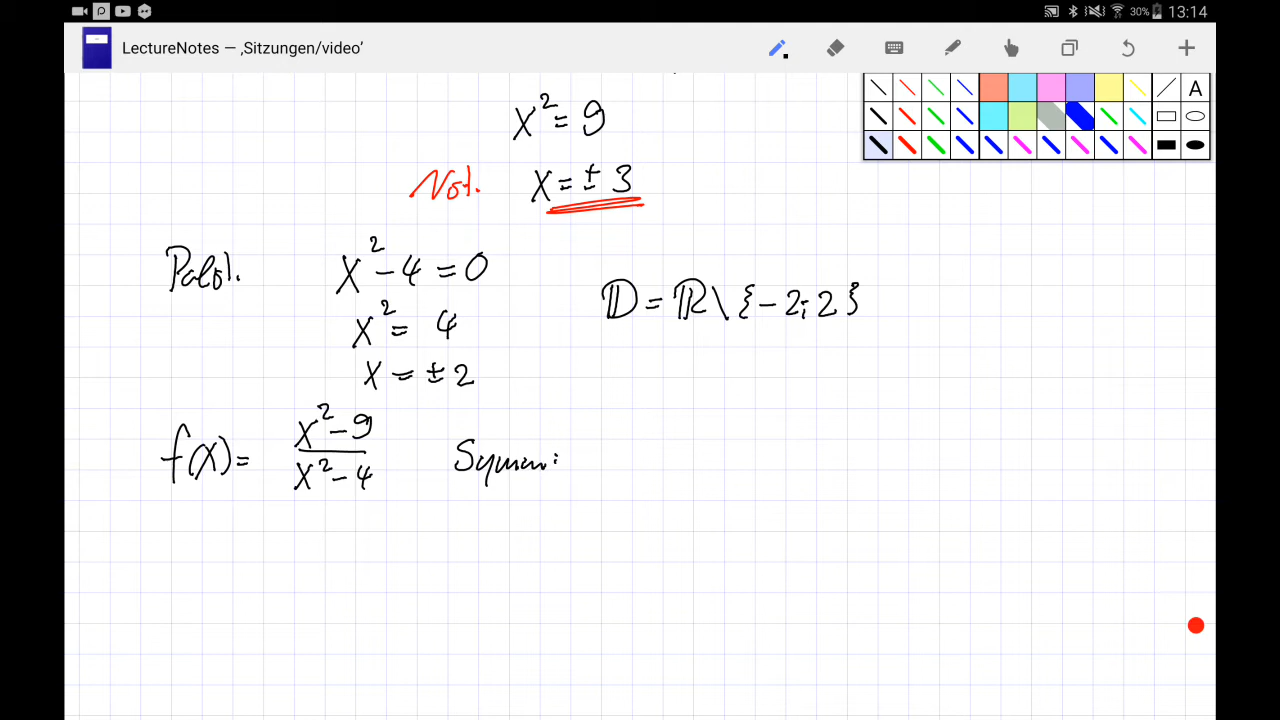 30% 13:14
LectureNotes — ‚Sitzungen/video’
A
x² = 9
Nst. x = ± 3
Polst. x² - 4 = 0
D = ℝ \ {-2; 2}
x² = 4
x = ± 2
f(x) = (x² - 9)/(x² - 4) Symm: